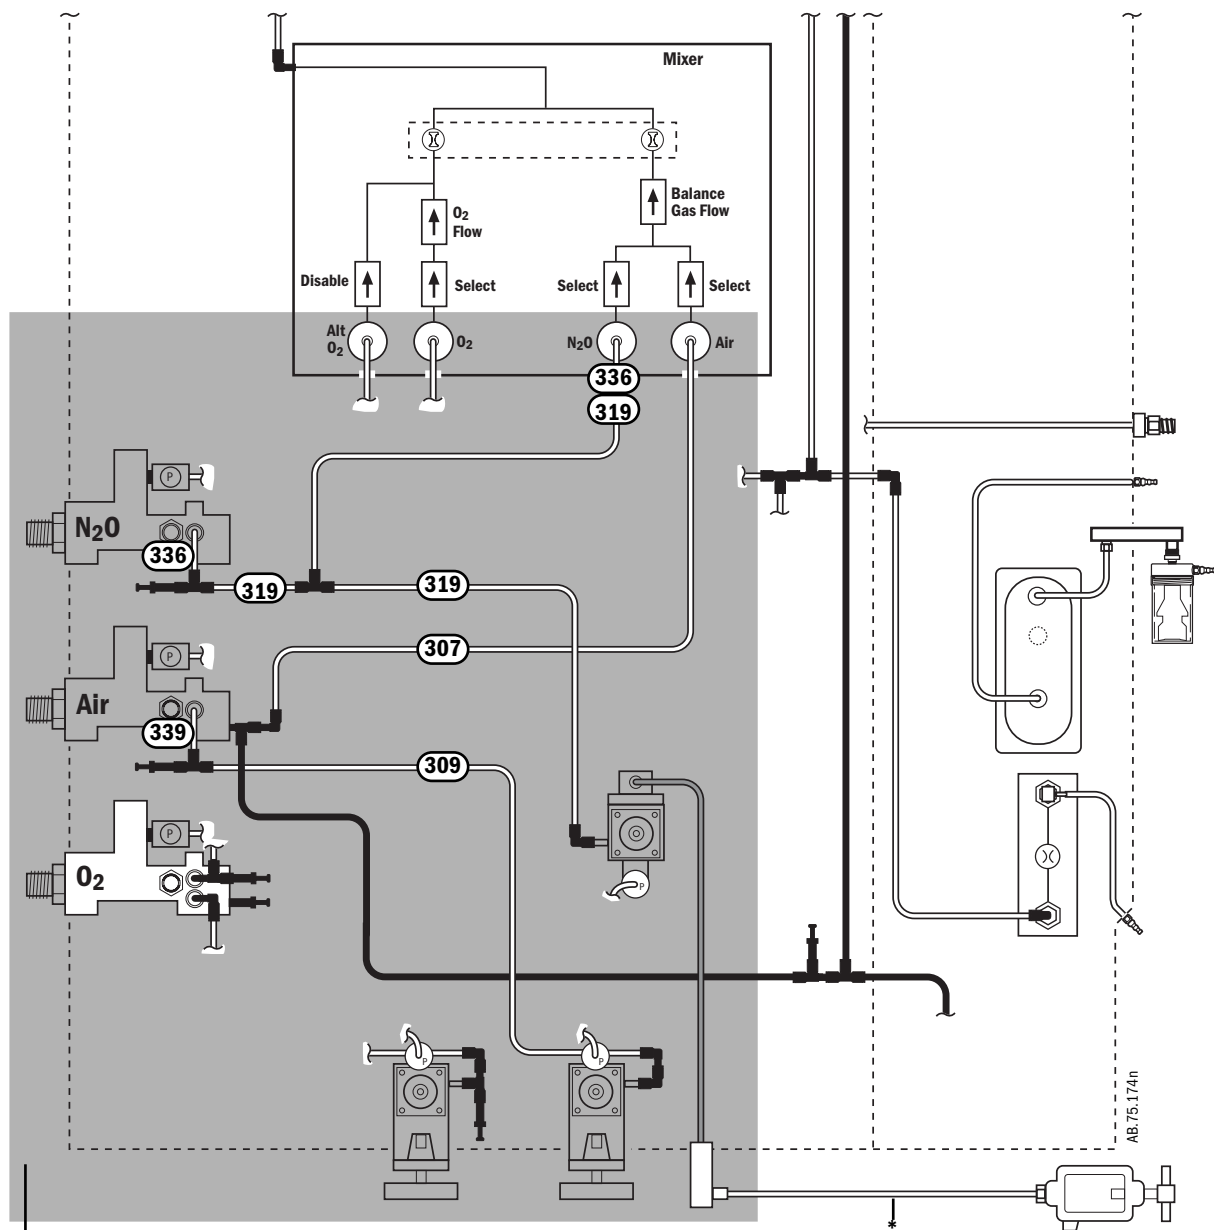 Mixer
Balance
Gas Flow
O₂
Flow
Disable
Select
Select
Select
Alt
O₂
O₂
N₂O
Air
336
319
P
N₂O
336
319
319
P
307
Air
339
309
P
O₂
P
P
P
AB.75.174n
*